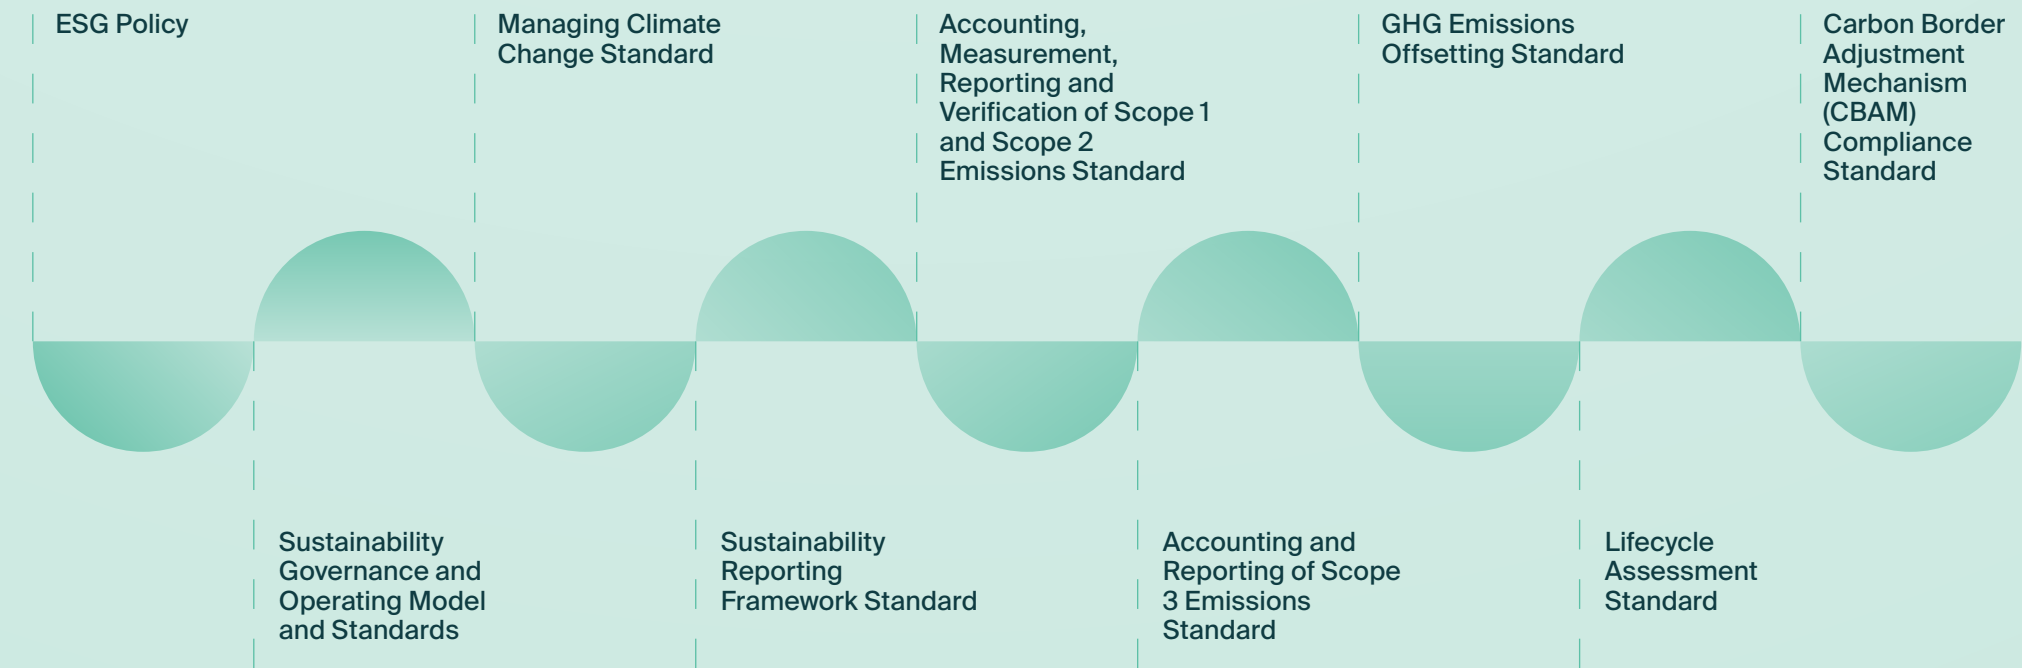 ESG Policy
Managing Climate
Change Standard
Accounting,
Measurement,
Reporting and
Verification of Scope 1
and Scope 2
Emissions Standard
GHG Emissions
Offsetting Standard
Carbon Border
Adjustment
Mechanism
(CBAM)
Compliance
Standard
Sustainability
Governance and
Operating Model
and Standards
Sustainability
Reporting
Framework Standard
Accounting and
Reporting of Scope
3 Emissions
Standard
Lifecycle
Assessment
Standard